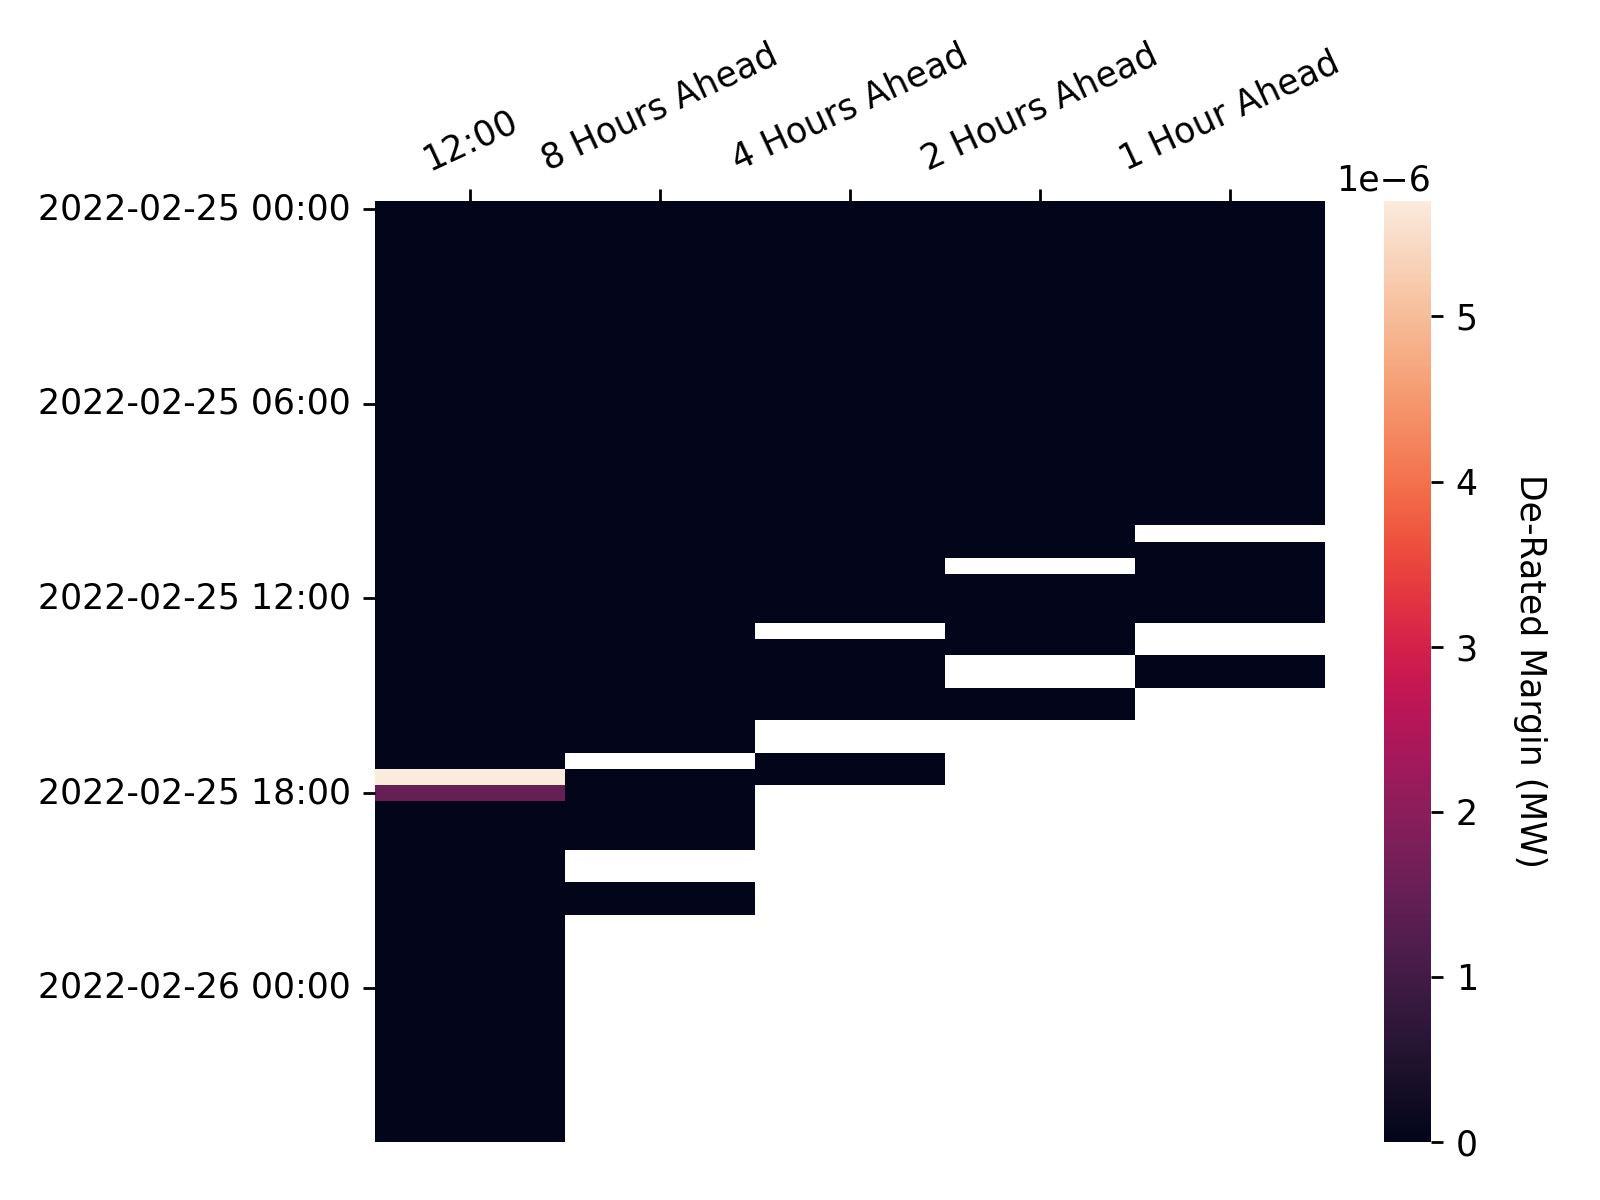 12:00
8 Hours Ahead
4 Hours Ahead
2 Hours Ahead
1 Hour Ahead
1e−6
2022-02-25 00:00
2022-02-25 06:00
2022-02-25 12:00
2022-02-25 18:00
2022-02-26 00:00
5
4
3
2
1
0
De-Rated Margin (MW)